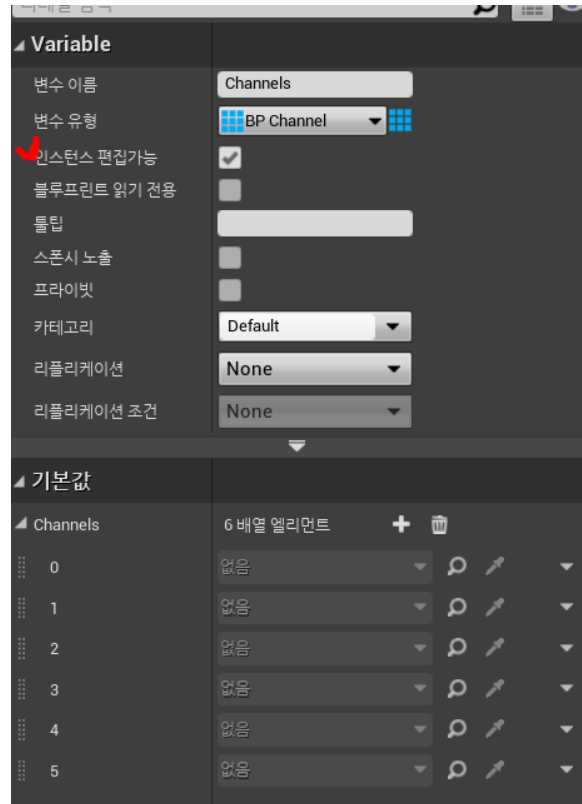 Variable
변수 이름 Channels
변수 유형 BP Channel
인스턴스 편집가능
블루프린트 읽기 전용
툴팁
스폰시 노출
프라이빗
카테고리 Default
리플리케이션 None
리플리케이션 조건 None
기본값
Channels 6 배열 엘리먼트
0 없음
1 없음
2 없음
3 없음
4 없음
5 없음